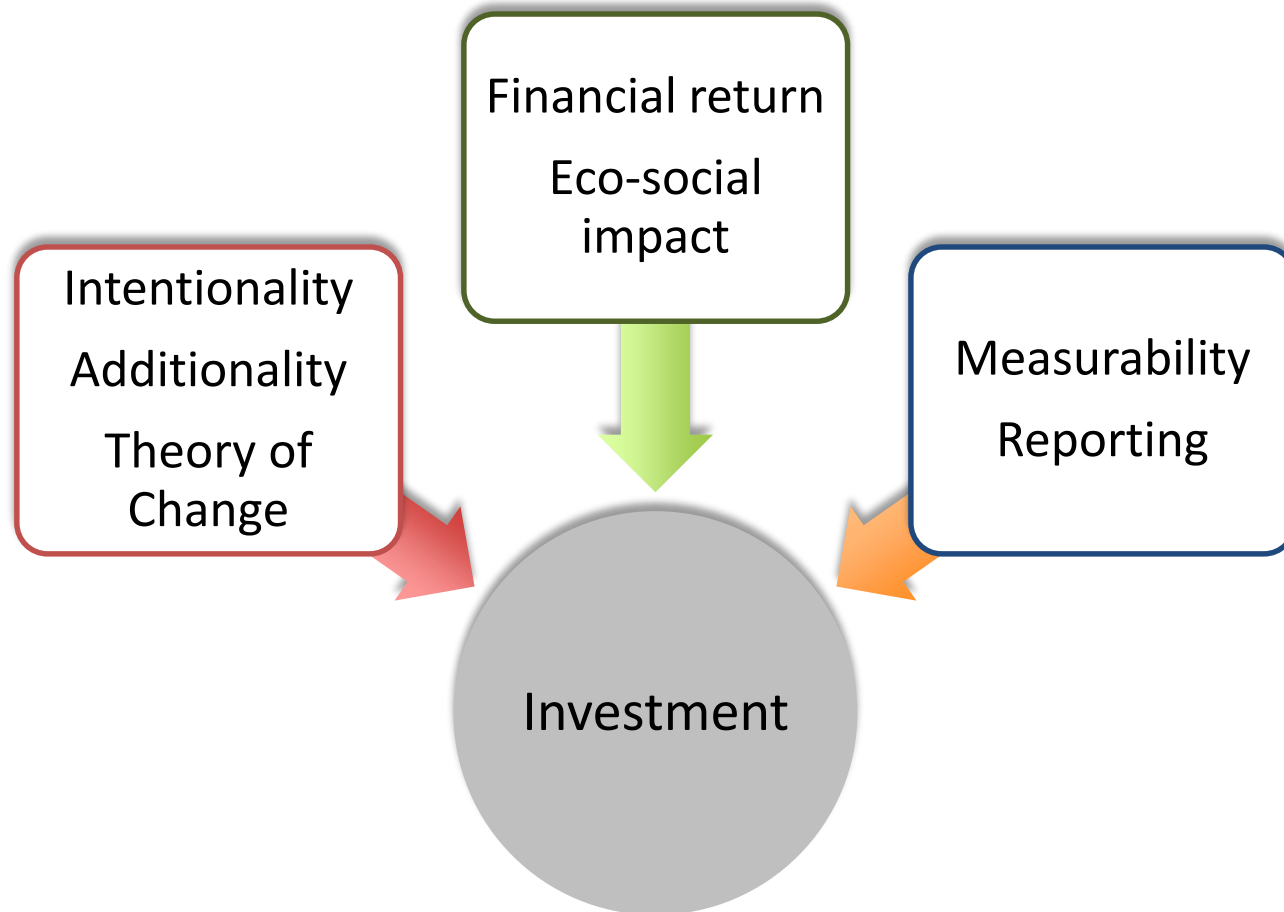 Financial return
Eco-social
impact
Intentionality
Additionality
Theory of
Change
Measurability
Reporting
Investment